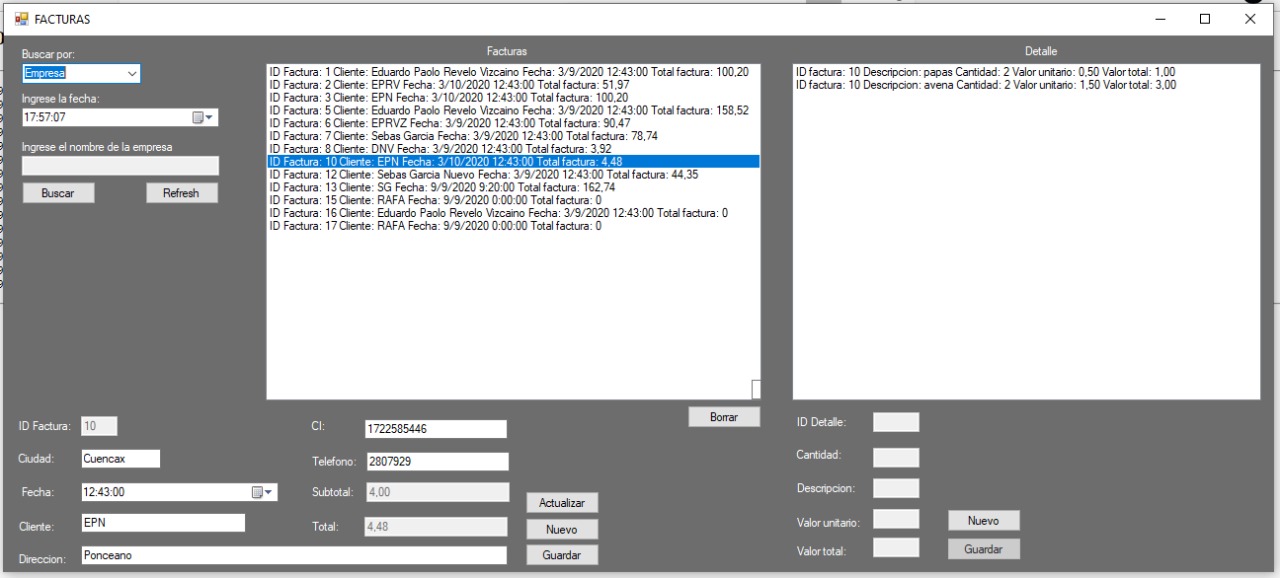 FACTURAS
Buscar por:
Empresa
Ingrese la fecha:
17:57:07
Ingrese el nombre de la empresa
Buscar
Refresh
Facturas
ID Factura: 1 Cliente: Eduardo Paolo Revelo Vizcaino Fecha: 3/9/2020 12:43:00 Total factura: 100,20
ID Factura: 2 Cliente: EPRV Fecha: 3/10/2020 12:43:00 Total factura: 51,97
ID Factura: 3 Cliente: EPN Fecha: 3/10/2020 12:43:00 Total factura: 100,20
ID Factura: 5 Cliente: Eduardo Paolo Revelo Vizcaino Fecha: 3/9/2020 12:43:00 Total factura: 158,52
ID Factura: 6 Cliente: EPRVZ Fecha: 3/9/2020 12:43:00 Total factura: 90,47
ID Factura: 7 Cliente: Sebas Garcia Fecha: 3/9/2020 12:43:00 Total factura: 78,74
ID Factura: 8 Cliente: DNV Fecha: 3/9/2020 12:43:00 Total factura: 3,92
ID Factura: 10 Cliente: EPN Fecha: 3/10/2020 12:43:00 Total factura: 4,48
ID Factura: 12 Cliente: Sebas Garcia Nuevo Fecha: 3/9/2020 12:43:00 Total factura: 44,35
ID Factura: 13 Cliente: SG Fecha: 9/9/2020 9:20:00 Total factura: 162,74
ID Factura: 15 Cliente: RAFA Fecha: 9/9/2020 0:00:00 Total factura: 0
ID Factura: 16 Cliente: Eduardo Paolo Revelo Vizcaino Fecha: 3/9/2020 12:43:00 Total factura: 0
ID Factura: 17 Cliente: RAFA Fecha: 9/9/2020 0:00:00 Total factura: 0
Borrar
Detalle
ID factura: 10 Descripcion: papas Cantidad: 2 Valor unitario: 0,50 Valor total: 1,00
ID factura: 10 Descripcion: avena Cantidad: 2 Valor unitario: 1,50 Valor total: 3,00
ID Factura: 10
Ciudad: Cuencax
Fecha: 12:43:00
Cliente: EPN
Direccion: Ponceano
CI: 1722585446
Telefono: 2807929
Subtotal: 4,00
Total: 4,48
Actualizar
Nuevo
Guardar
ID Detalle:
Cantidad:
Descripcion:
Valor unitario:
Valor total:
Nuevo
Guardar